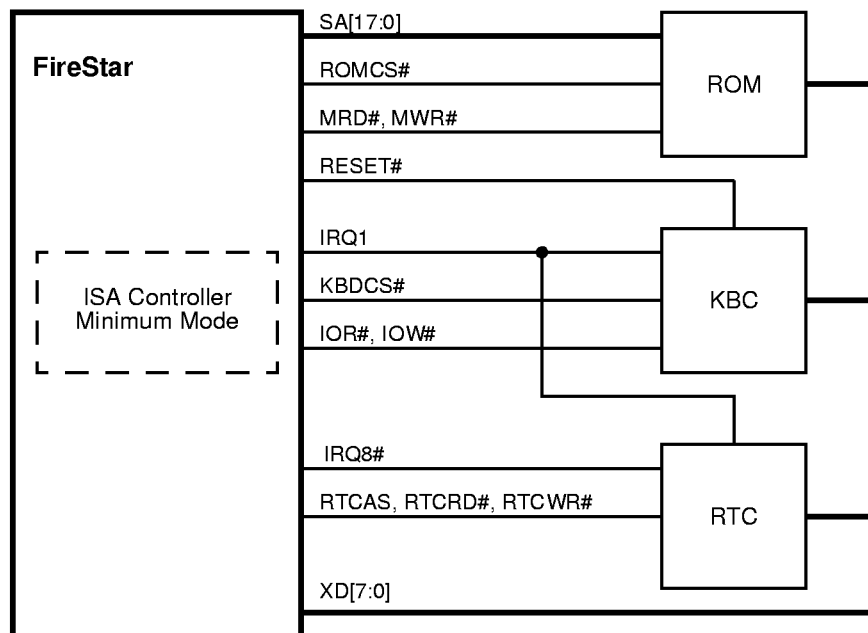 SA[17:0]
FireStar
ROMCS#
ROM
MRD#, MWR#
RESET#
IRQ1
ISA Controller
Minimum Mode
KBDCS#
KBC
IOR#, IOW#
IRQ8#
RTCAS, RTCRD#, RTCWR#
RTC
XD[7:0]